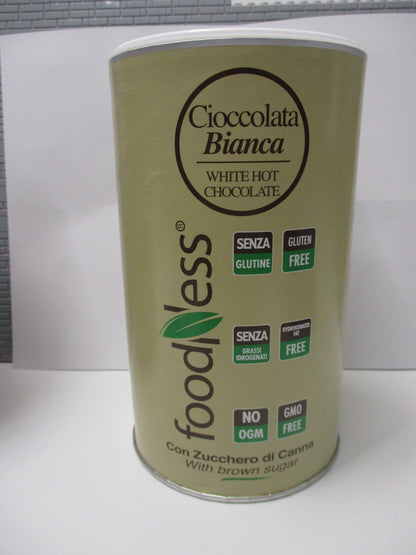 Cioccolata
Bianca
WHITE HOT
CHOCOLATE
foodness®
SENZA
GLUTINE
GLUTEN
FREE
SENZA
GRASSI
IDROGENATI
HYDROGENATED
FAT
FREE
NO
OGM
GMO
FREE
Con Zucchero di Canna
With brown sugar